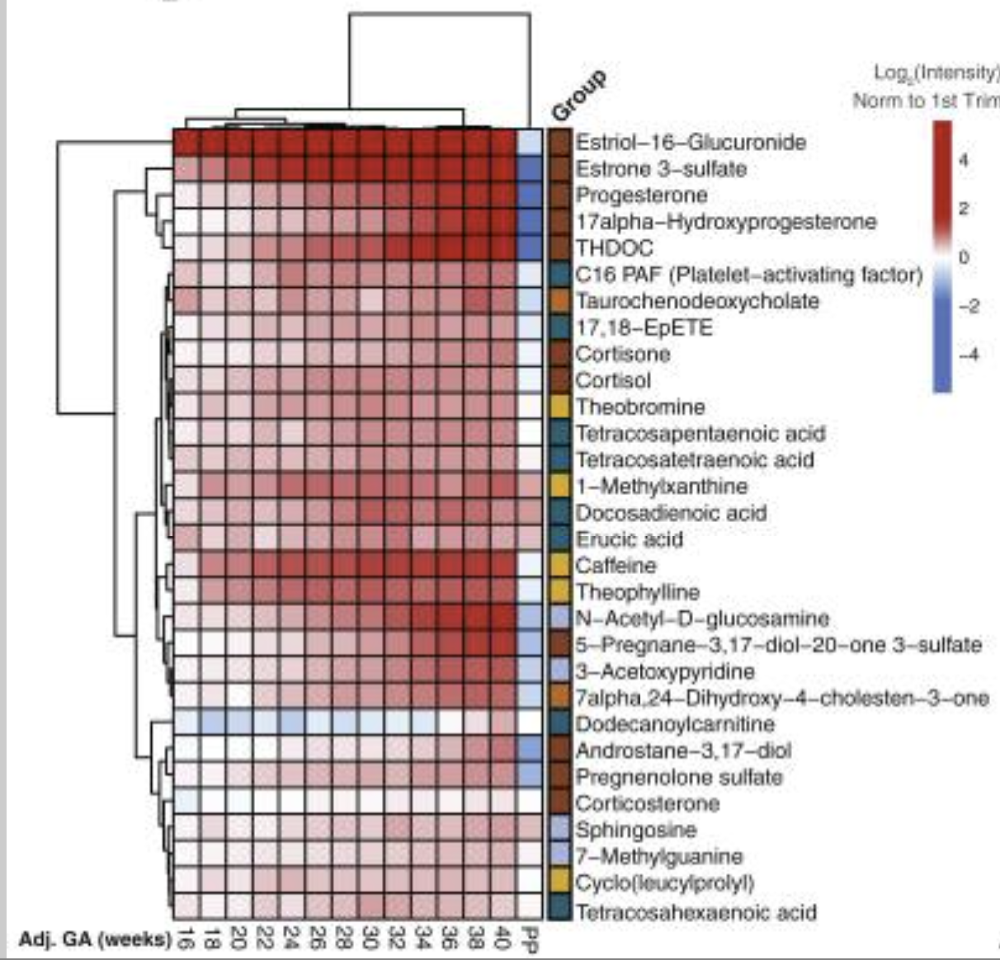 Group
Log₂(Intensity)
Norm to 1st Trim
4
2
0
−2
−4
Estriol−16−Glucuronide
Estrone 3−sulfate
Progesterone
17alpha−Hydroxyprogesterone
THDOC
C16 PAF (Platelet−activating factor)
Taurochenodeoxycholate
17,18−EpETE
Cortisone
Cortisol
Theobromine
Tetracosapentaenoic acid
Tetracosatetraenoic acid
1−Methylxanthine
Docosadienoic acid
Erucic acid
Caffeine
Theophylline
N−Acetyl−D−glucosamine
5−Pregnane−3,17−diol−20−one 3−sulfate
3−Acetoxypyridine
7alpha,24−Dihydroxy−4−cholesten−3−one
Dodecanoylcarnitine
Androstane−3,17−diol
Pregnenolone sulfate
Corticosterone
Sphingosine
7−Methylguanine
Cyclo(leucylprolyl)
Tetracosahexaenoic acid
Adj. GA (weeks) 16 18 20 22 24 26 28 30 32 34 36 38 40 PP